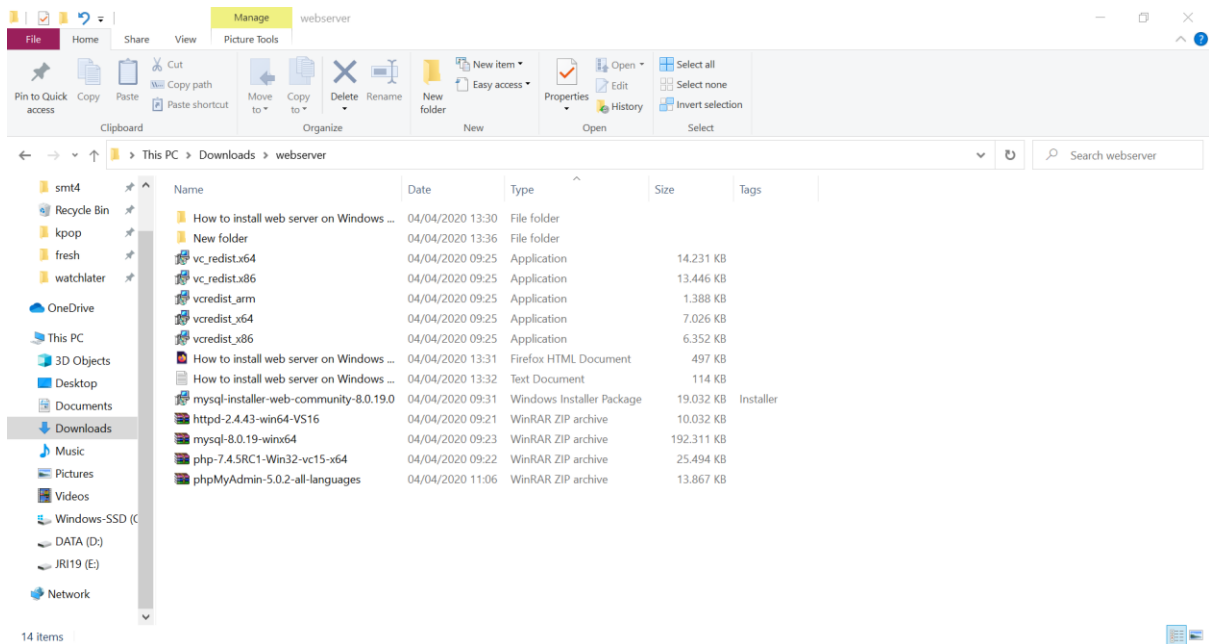 Manage webserver
File Home Share View Picture Tools
Pin to Quick access
Copy
Paste
Cut
Copy path
Paste shortcut
Clipboard
Move to
Copy to
Delete
Rename
Organize
New folder
New item
Easy access
New
Properties
Open
Edit
History
Open
Select all
Select none
Invert selection
Select
This PC > Downloads > webserver
Search webserver
smt4
Recycle Bin
kpop
fresh
watchlater
OneDrive
This PC
3D Objects
Desktop
Documents
Downloads
Music
Pictures
Videos
Windows-SSD (C
DATA (D:)
JRI19 (E:)
Network
Name Date Type Size Tags
How to install web server on Windows ... 04/04/2020 13:30 File folder
New folder 04/04/2020 13:36 File folder
vc_redist.x64 04/04/2020 09:25 Application 14.231 KB
vc_redist.x86 04/04/2020 09:25 Application 13.446 KB
vcredist_arm 04/04/2020 09:25 Application 1.388 KB
vcredist_x64 04/04/2020 09:25 Application 7.026 KB
vcredist_x86 04/04/2020 09:25 Application 6.352 KB
How to install web server on Windows ... 04/04/2020 13:31 Firefox HTML Document 497 KB
How to install web server on Windows ... 04/04/2020 13:32 Text Document 114 KB
mysql-installer-web-community-8.0.19.0 04/04/2020 09:31 Windows Installer Package 19.032 KB Installer
httpd-2.4.43-win64-VS16 04/04/2020 09:21 WinRAR ZIP archive 10.032 KB
mysql-8.0.19-winx64 04/04/2020 09:23 WinRAR ZIP archive 192.311 KB
php-7.4.5RC1-Win32-vc15-x64 04/04/2020 09:22 WinRAR ZIP archive 25.494 KB
phpMyAdmin-5.0.2-all-languages 04/04/2020 11:06 WinRAR ZIP archive 13.867 KB
14 items